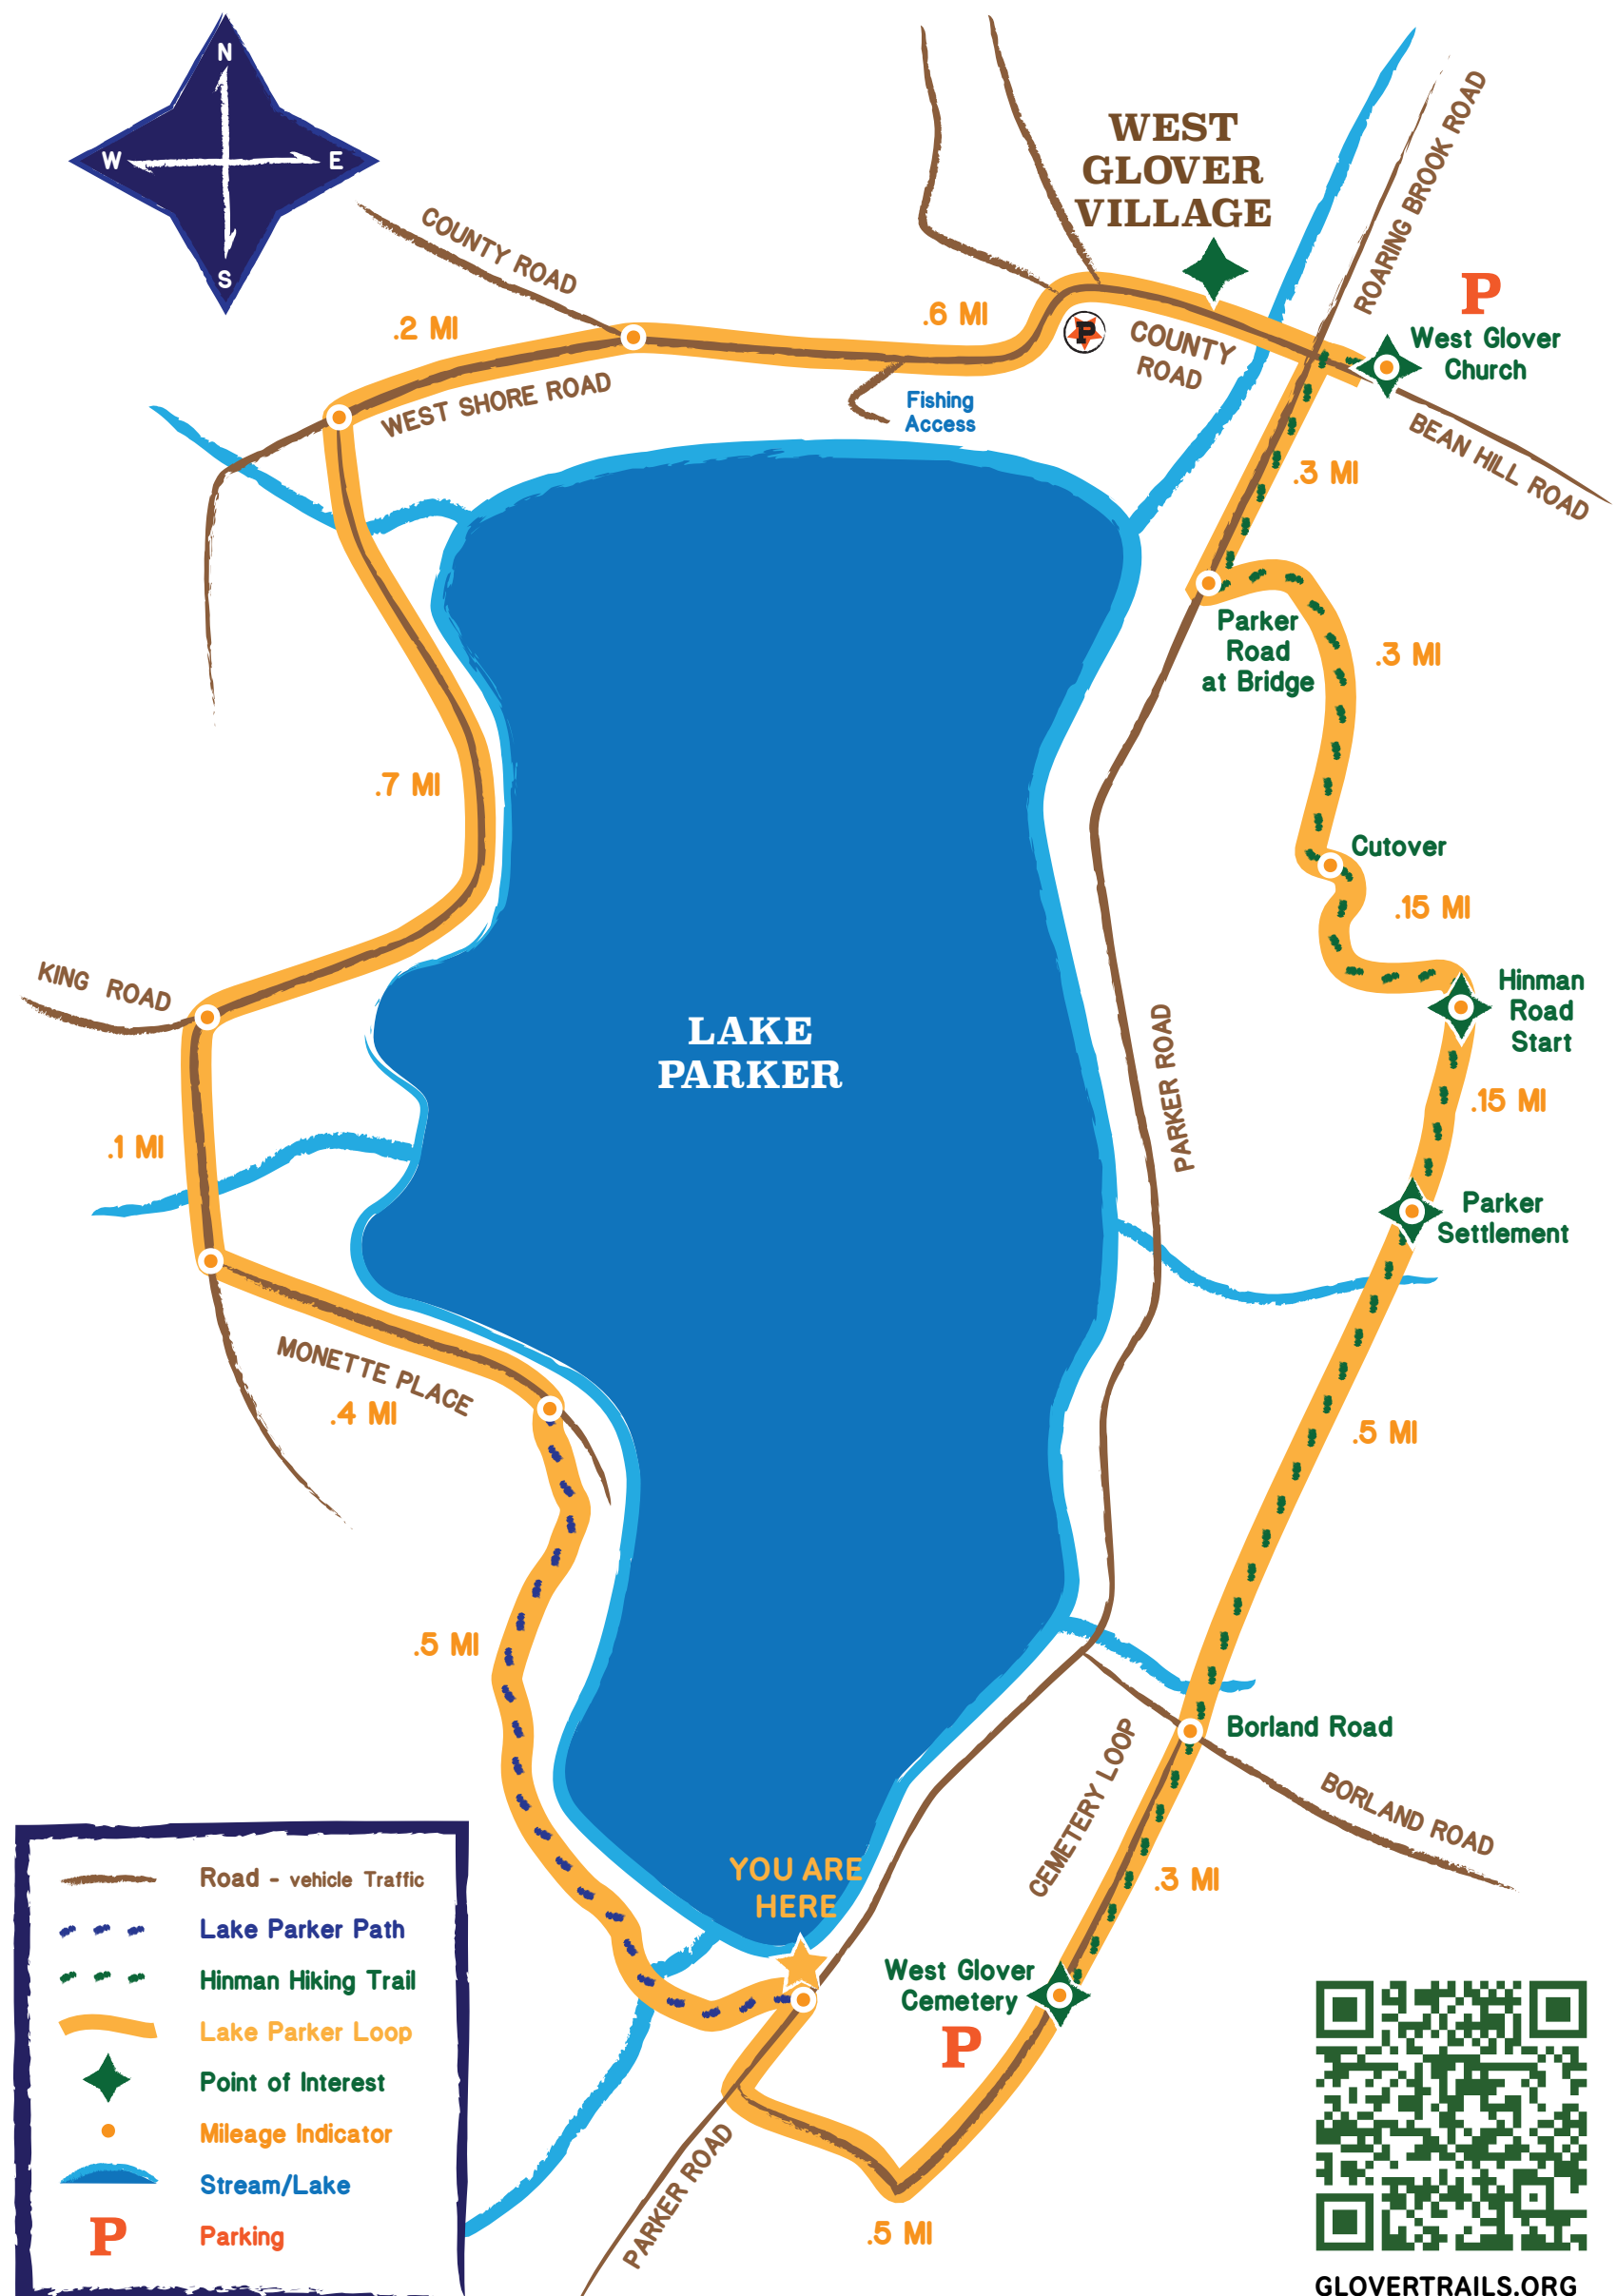 N
W
E
S
COUNTY ROAD
.2 MI
WEST SHORE ROAD
.6 MI
WEST
GLOVER
VILLAGE
P
COUNTY
ROAD
Fishing
Access
ROARING BROOK ROAD
P
West Glover
Church
BEAN HILL ROAD
.3 MI
Parker
Road
at Bridge
.3 MI
.7 MI
Cutover
.15 MI
KING ROAD
Hinman
Road
Start
LAKE
PARKER
PARKER ROAD
.15 MI
.1 MI
Parker
Settlement
MONETTE PLACE
.4 MI
.5 MI
.5 MI
Borland Road
BORLAND ROAD
CEMETERY LOOP
.3 MI
YOU ARE
HERE
West Glover
Cemetery
P
PARKER ROAD
.5 MI
Road - vehicle Traffic
Lake Parker Path
Hinman Hiking Trail
Lake Parker Loop
Point of Interest
Mileage Indicator
Stream/Lake
P Parking
GLOVERTRAILS.ORG